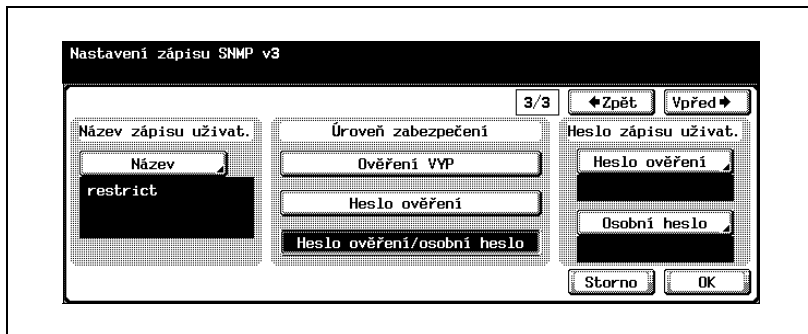 Nastavení zápisu SNMP v3
3/3 Zpět Vpřed
Název zápisu uživat.
Název
restrict
Úroveň zabezpečení
Ověření VYP
Heslo ověření
Heslo ověření/osobní heslo
Heslo zápisu uživat.
Heslo ověření
Osobní heslo
Storno OK